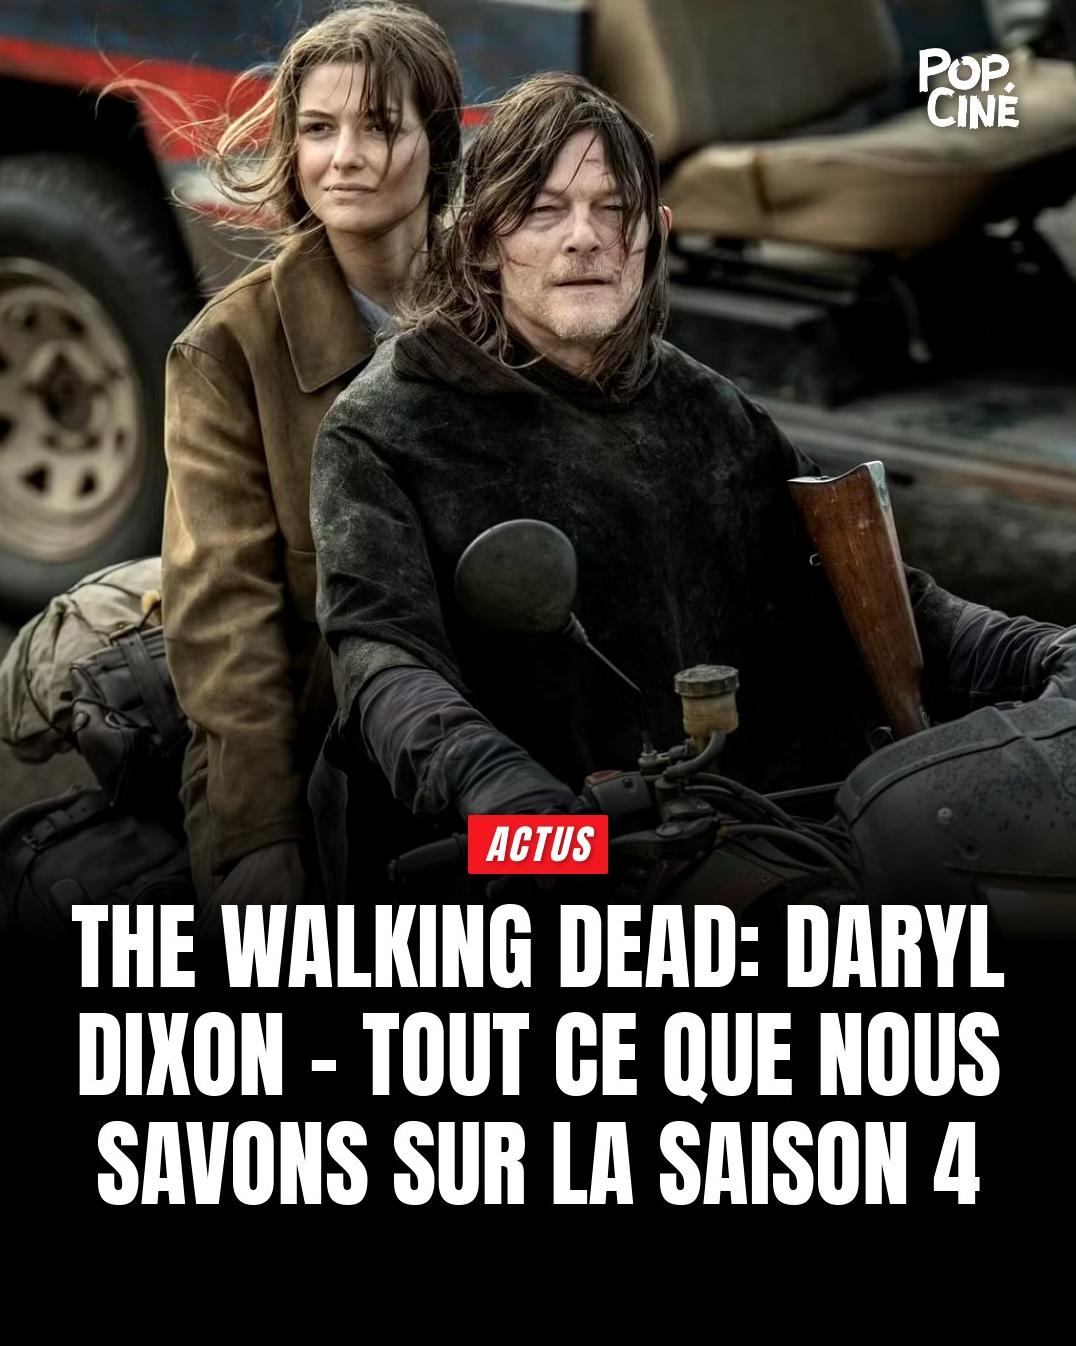 POP.
CINÉ
ACTUS
THE WALKING DEAD: DARYL
DIXON - TOUT CE QUE NOUS
SAVONS SUR LA SAISON 4